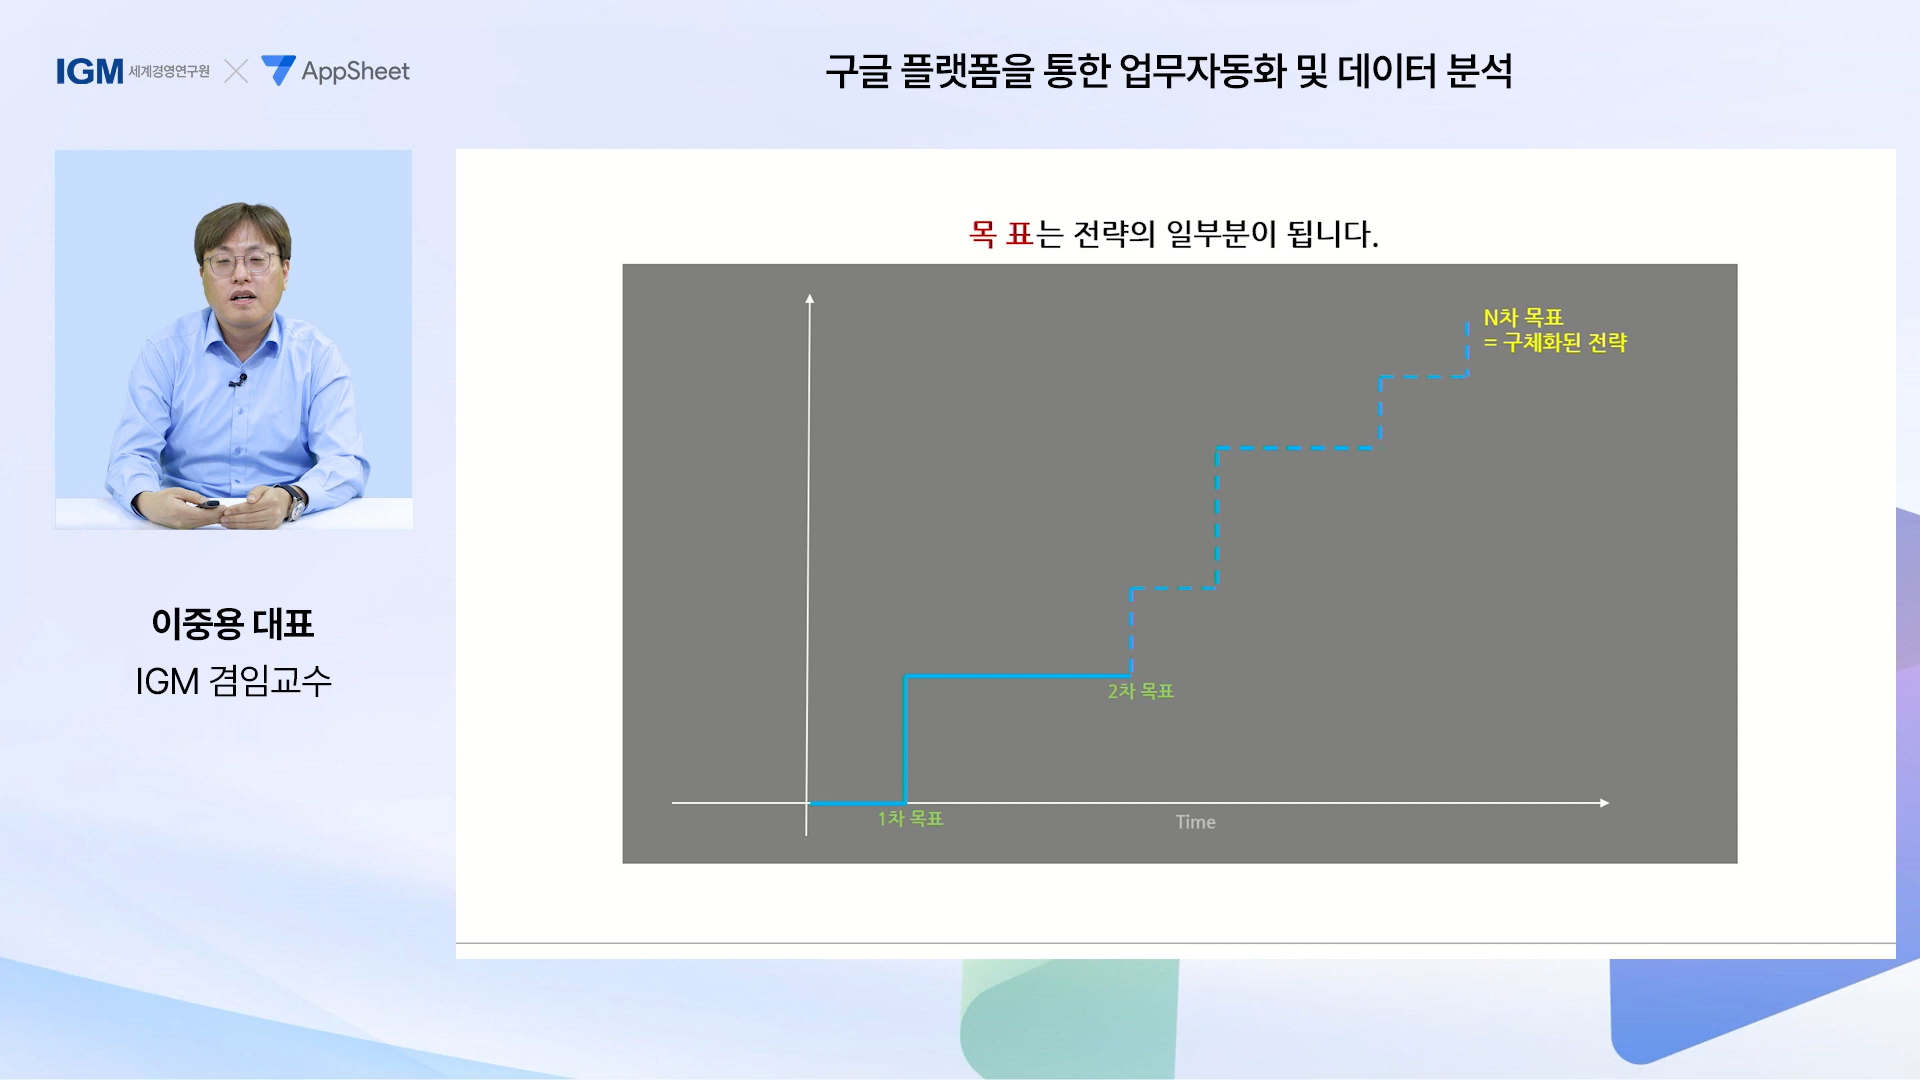 IGM 세계경영연구원 × AppSheet
구글 플랫폼을 통한 업무자동화 및 데이터 분석
목 표는 전략의 일부분이 됩니다.
N차 목표
= 구체화된 전략
2차 목표
1차 목표
Time
이중용 대표
IGM 겸임교수